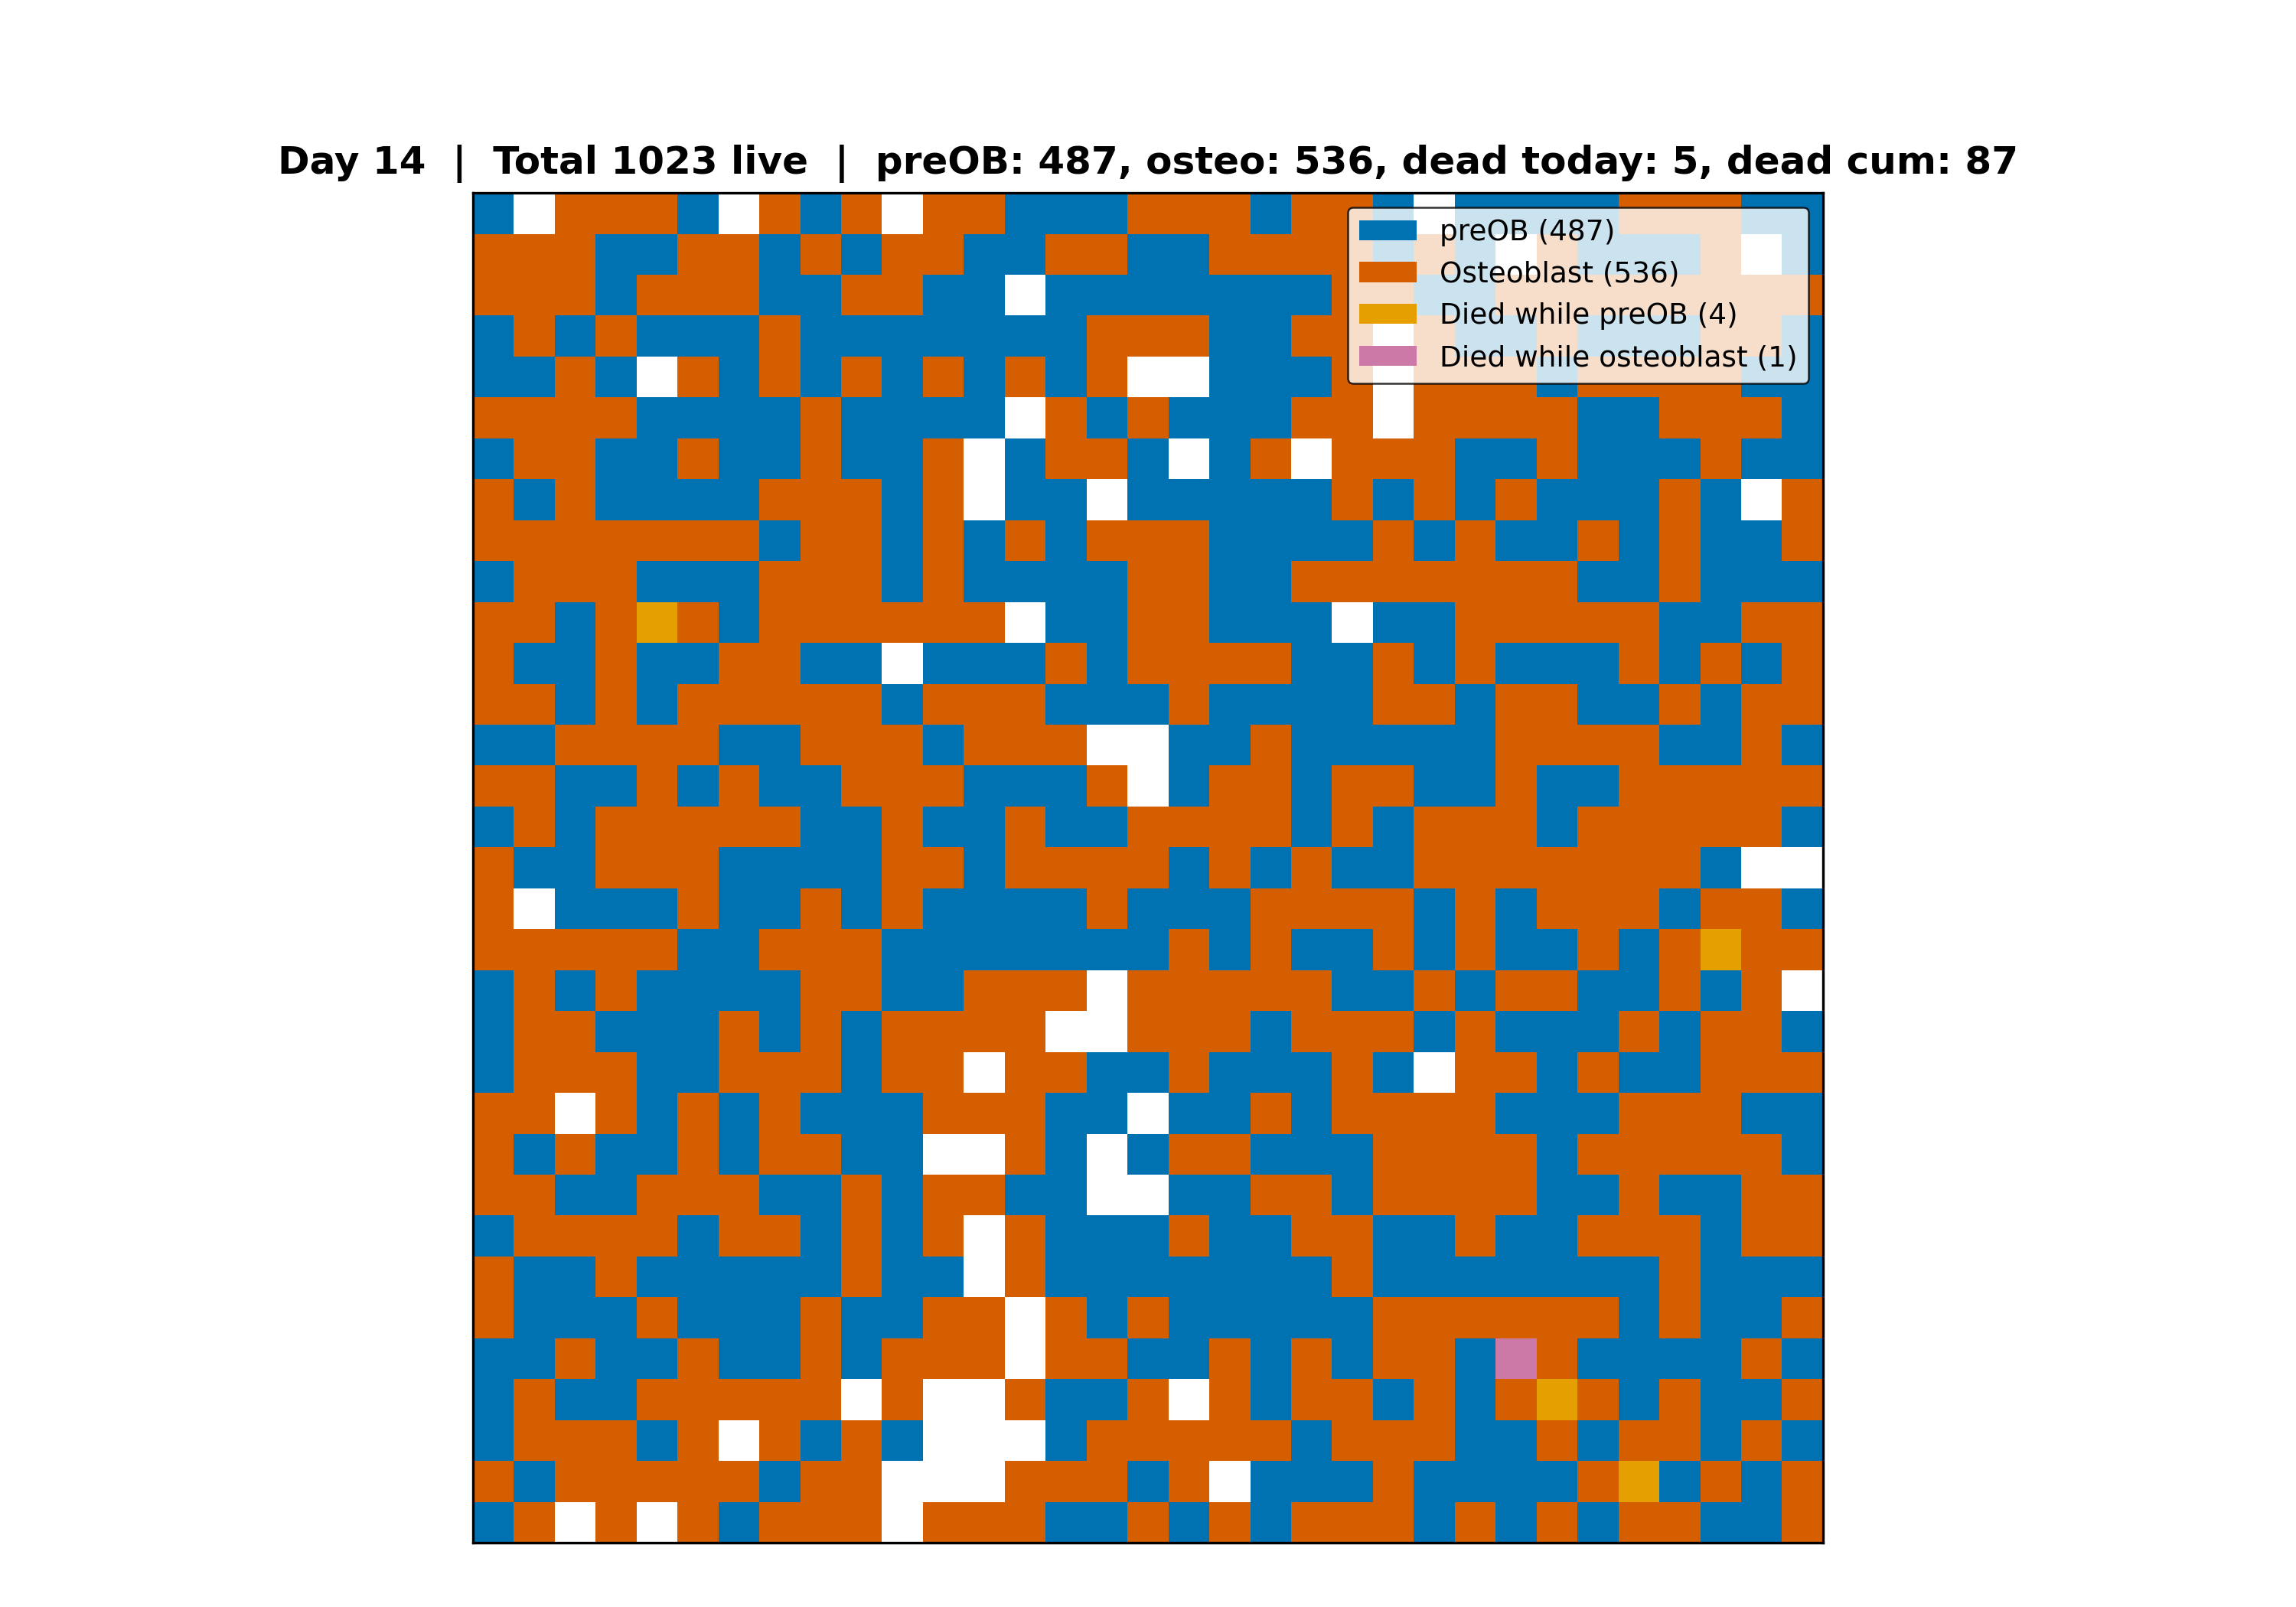 Day 14 | Total 1023 live | preOB: 487, osteo: 536, dead today: 5, dead cum: 87
preOB (487)
Osteoblast (536)
Died while preOB (4)
Died while osteoblast (1)